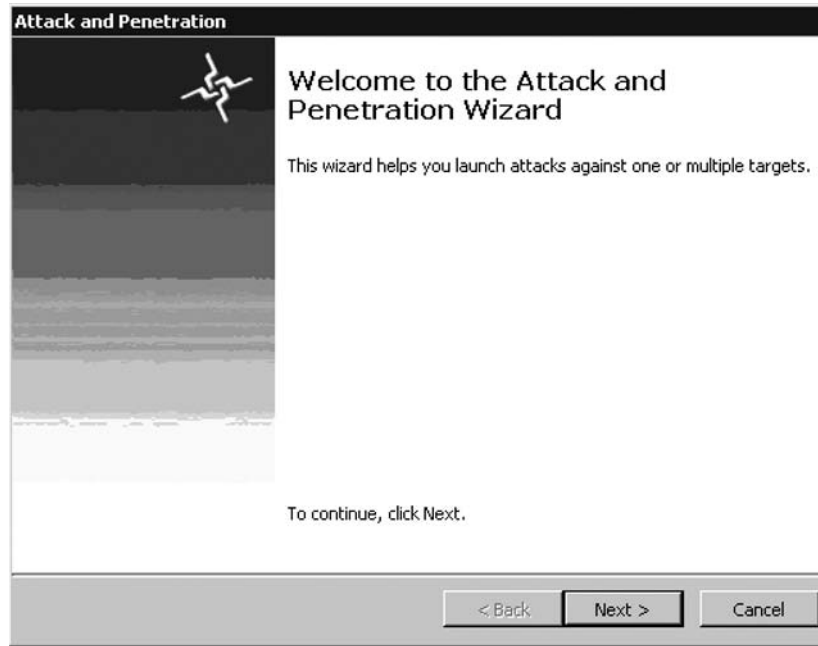 Attack and Penetration
Welcome to the Attack and
Penetration Wizard
This wizard helps you launch attacks against one or multiple targets.
To continue, click Next.
< Back
Next >
Cancel